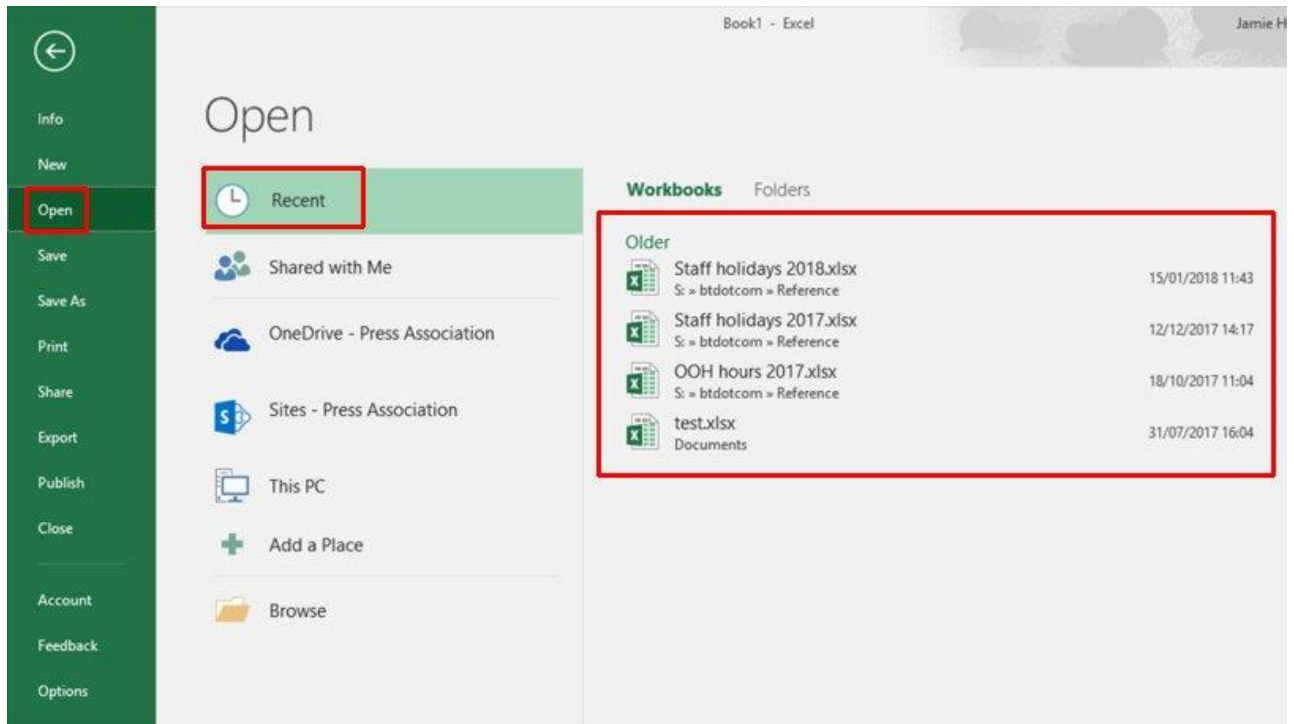 Book1 - Excel
Jamie H
Info
New
Open
Save
Save As
Print
Share
Export
Publish
Close
Account
Feedback
Options
Open
Recent
Shared with Me
OneDrive - Press Association
S
Sites - Press Association
This PC
Add a Place
Browse
Workbooks Folders
Older
Staff holidays 2018.xlsx
S: » btdotcom » Reference
15/01/2018 11:43
Staff holidays 2017.xlsx
S: » btdotcom » Reference
12/12/2017 14:17
OOH hours 2017.xlsx
S: » btdotcom » Reference
18/10/2017 11:04
test.xlsx
Documents
31/07/2017 16:04